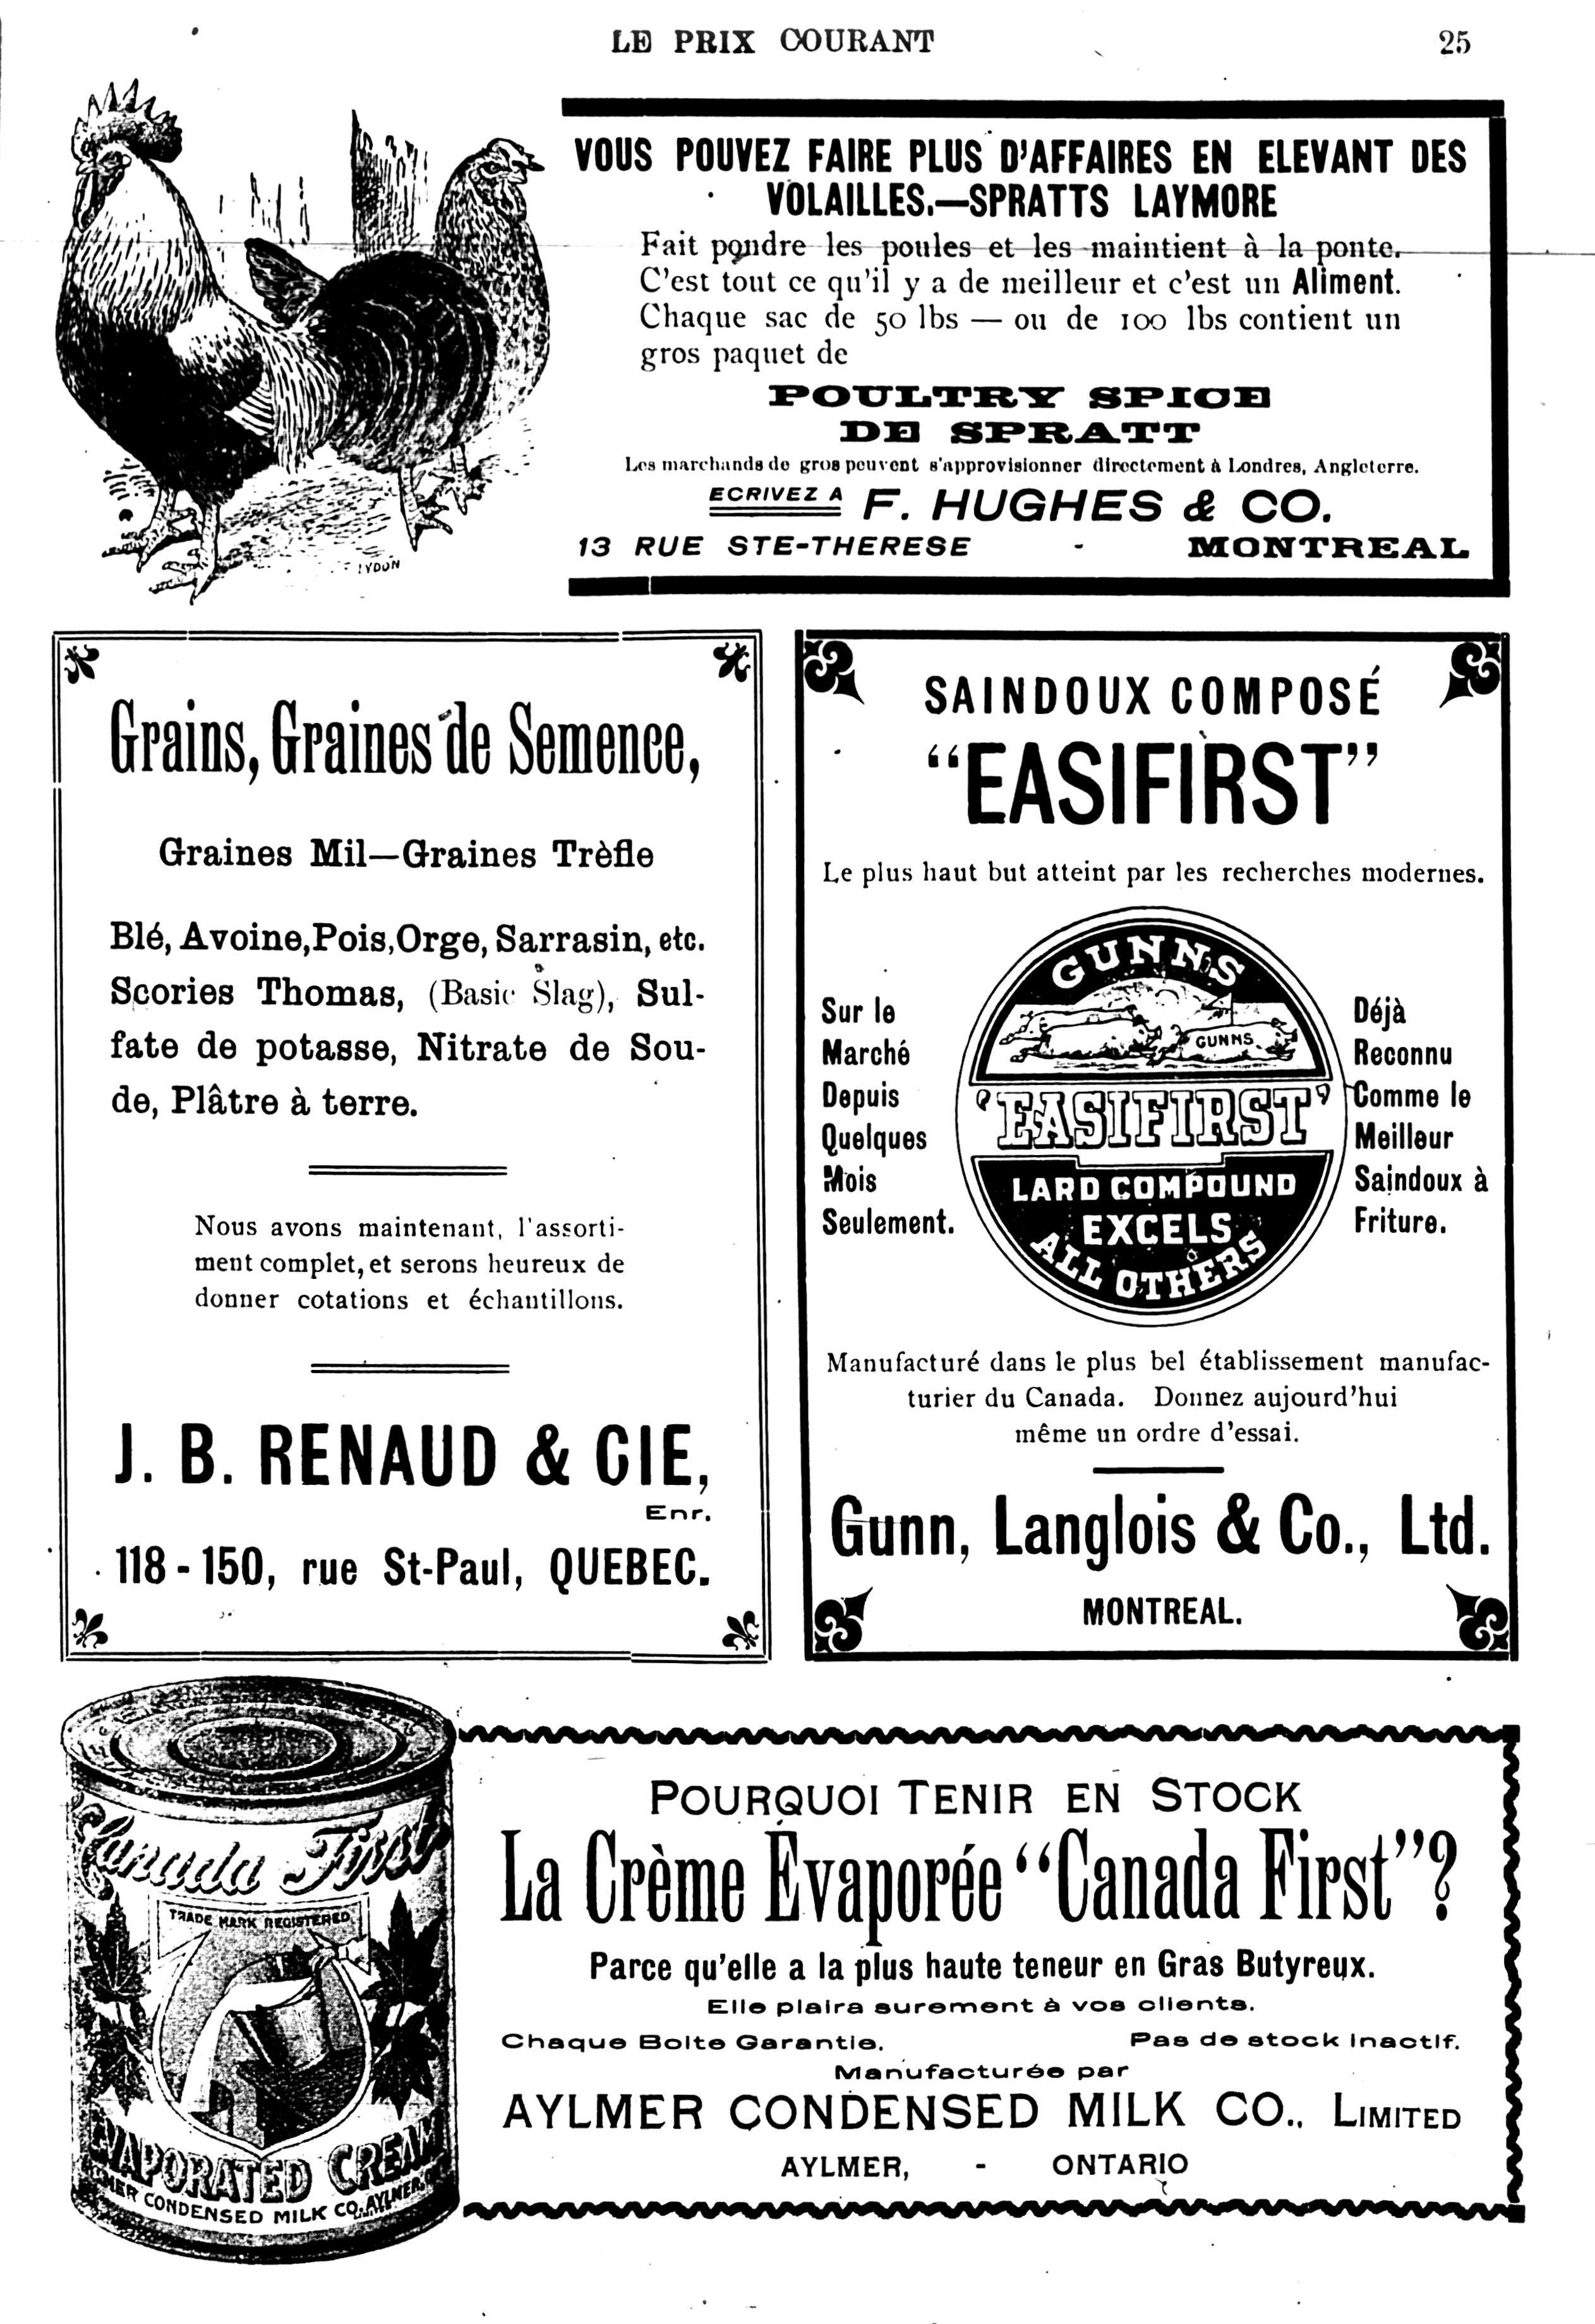 LE PRIX COURANT
25
VOUS POUVEZ FAIRE PLUS D'AFFAIRES EN ELEVANT DES
VOLAILLES.—SPRATTS LAYMORE
Fait pondre les poules et les maintient à la ponte.
C'est tout ce qu'il y a de meilleur et c'est un Aliment.
Chaque sac de 50 lbs — ou de 100 lbs contient un
gros paquet de
POULTRY SPICE
DE SPRATT
Les marchands de gros peuvent s'approvisionner directement à Londres, Angleterre.
ECRIVEZ A F. HUGHES & CO.
13 RUE STE-THERESE - MONTREAL
Grains, Graines de Semence,
Graines Mil—Graines Trèfle
Blé, Avoine, Pois, Orge, Sarrasin, etc.
Scories Thomas, (Basic Slag), Sul-
fate de potasse, Nitrate de Sou-
de, Plâtre à terre.
Nous avons maintenant, l'assorti-
ment complet, et serons heureux de
donner cotations et échantillons.
J. B. RENAUD & CIE,
Enr.
118 - 150, rue St-Paul, QUEBEC.
SAINDOUX COMPOSÉ
"EASIFIRST"
Le plus haut but atteint par les recherches modernes.
Sur le
Marché
Depuis
Quelques
Mois
Seulement.
GUNNS
GUNNS
"EASIFIRST"
LARD COMPOUND
EXCELS
ALL OTHERS
Déjà
Reconnu
Comme le
Meilleur
Saindoux à
Friture.
Manufacturé dans le plus bel établissement manufac-
turier du Canada. Donnez aujourd'hui
même un ordre d'essai.
Gunn, Langlois & Co., Ltd.
MONTREAL.
Canada First
TRADE MARK REGISTERED
EVAPORATED CREAM
CONDENSED MILK CO. AYLMER
POURQUOI TENIR EN STOCK
La Crème Évaporée "Canada First"?
Parce qu'elle a la plus haute teneur en Gras Butyreux.
Elle plaira surement à vos clients.
Chaque Boîte Garantie. Pas de stock inactif.
Manufacturée par
AYLMER CONDENSED MILK CO., LIMITED
AYLMER, - ONTARIO